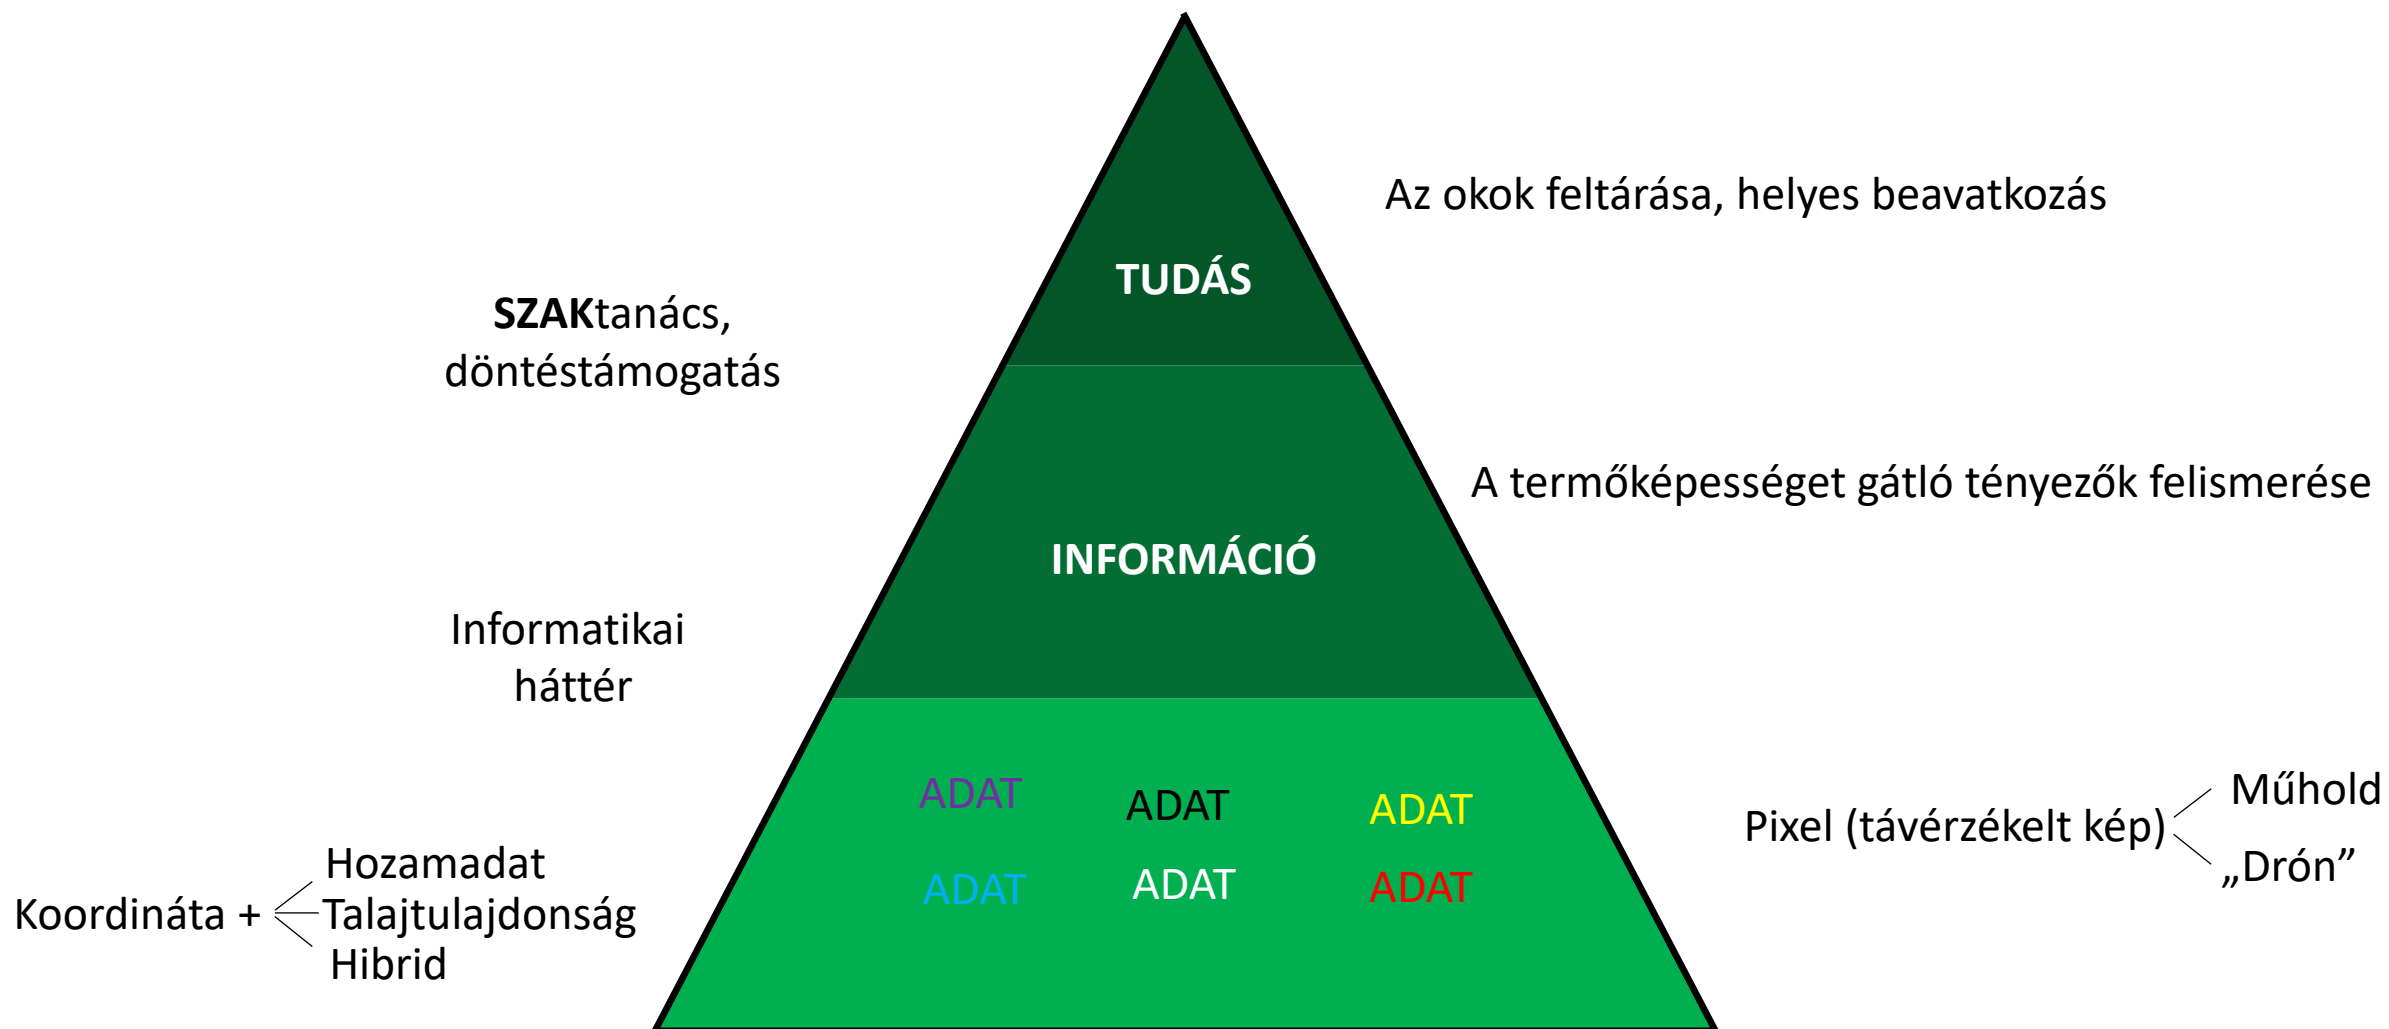 Az okok feltárása, helyes beavatkozás
TUDÁS
SZAKtanács,
döntéstámogatás
A termőképességet gátló tényezők felismerése
INFORMÁCIÓ
Informatikai
háttér
ADAT
ADAT
ADAT
ADAT
ADAT
ADAT
Pixel (távérzékelt kép)
Műhold
„Drón”
Koordináta +
Hozamadat
Talajtulajdonság
Hibrid